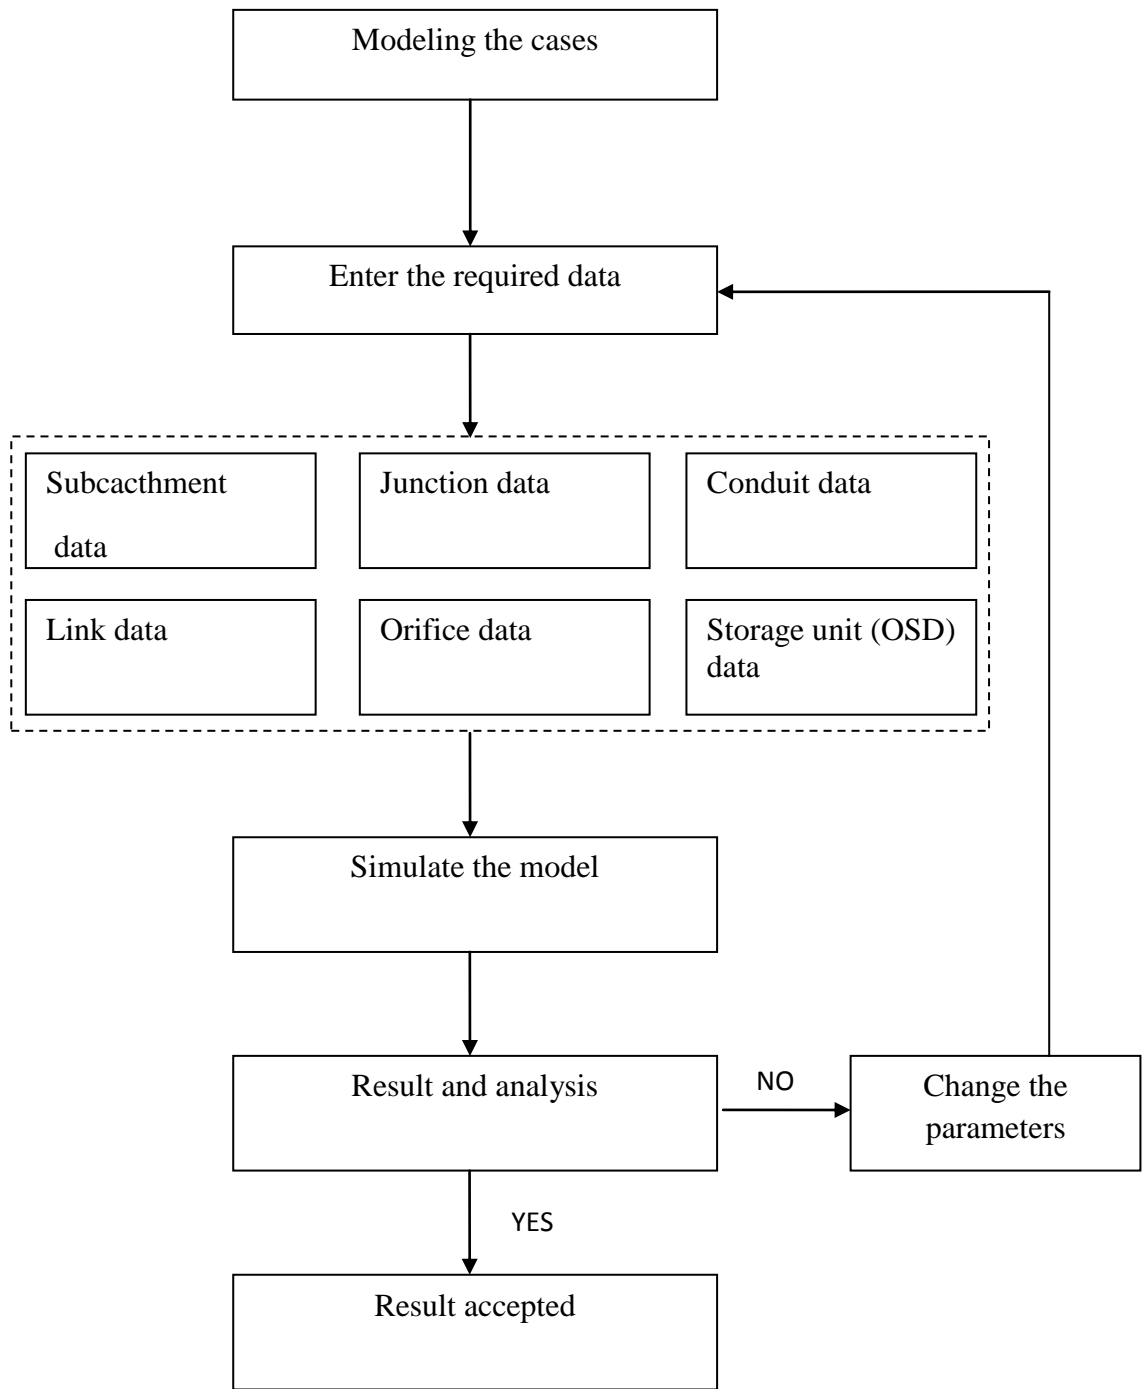 Modeling the cases
Enter the required data
Subcacthment
data
Junction data
Conduit data
Link data
Orifice data
Storage unit (OSD)
data
Simulate the model
Result and analysis
NO
Change the
parameters
YES
Result accepted